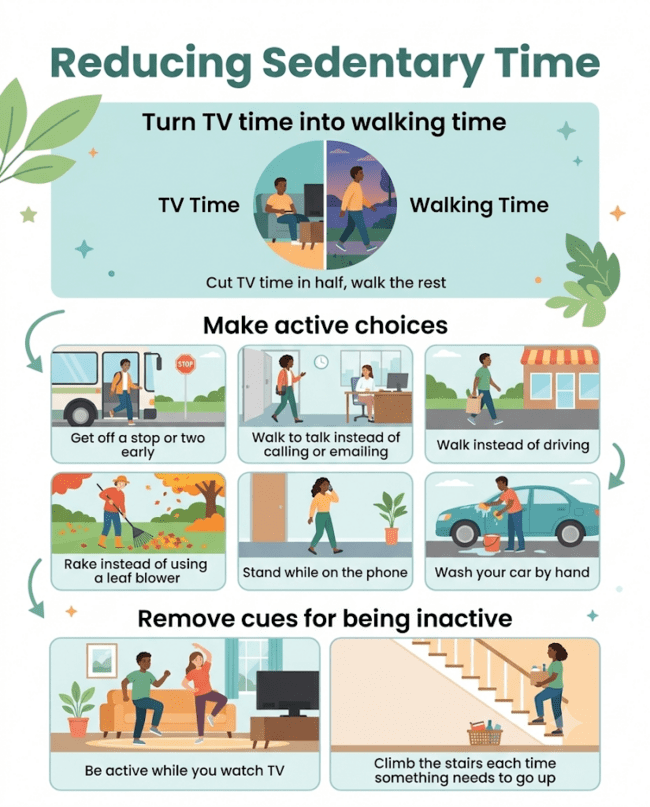 Reducing Sedentary Time
Turn TV time into walking time
TV Time
Walking Time
Cut TV time in half, walk the rest
Make active choices
STOP
Get off a stop or two
early
Walk to talk instead of
calling or emailing
Walk instead of driving
Rake instead of using
a leaf blower
Stand while on the phone
Wash your car by hand
Remove cues for being inactive
Be active while you watch TV
Climb the stairs each time
something needs to go up